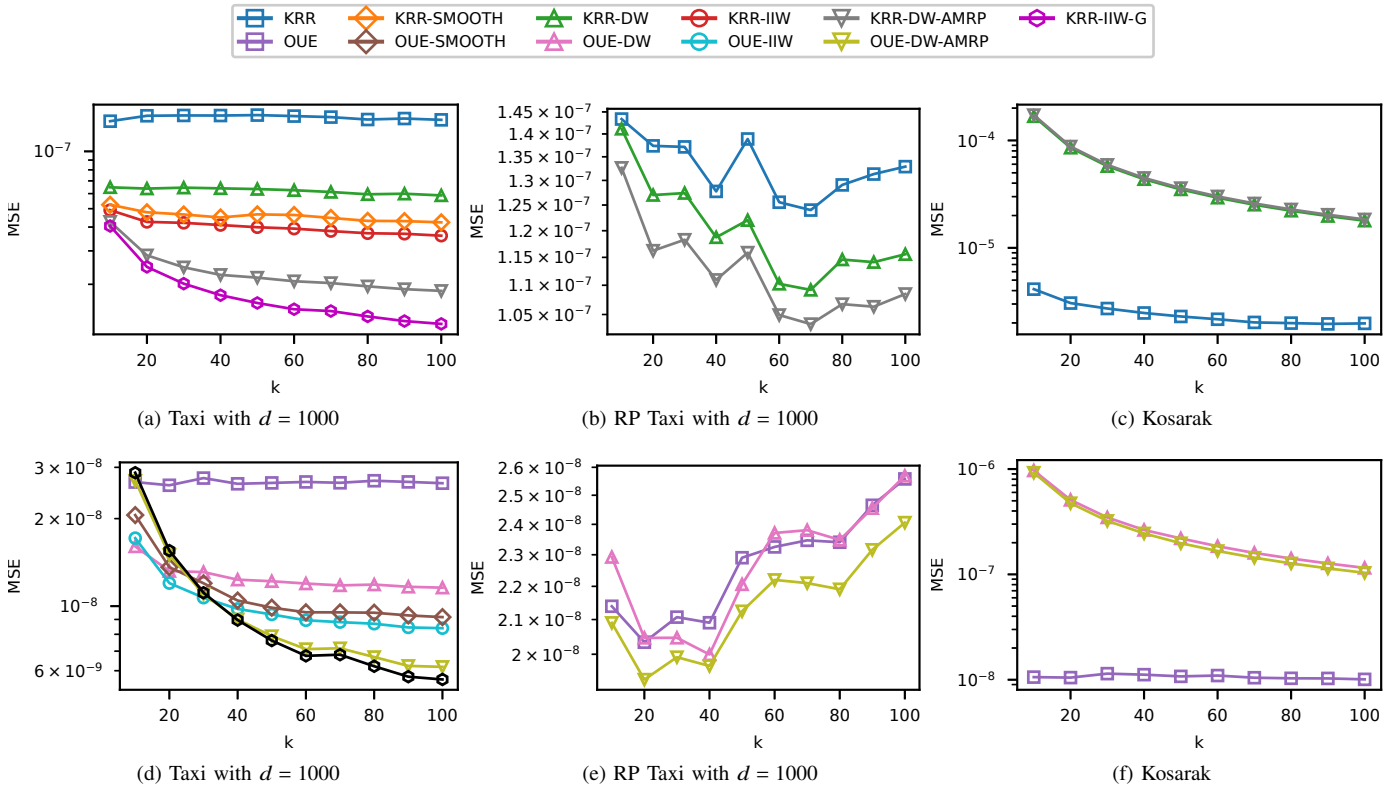 KRR KRR-SMOOTH KRR-DW KRR-IIW KRR-DW-AMRP KRR-IIW-G
OUE OUE-SMOOTH OUE-DW OUE-IIW OUE-DW-AMRP
MSE
10⁻⁷
20 40 60 80 100
k
(a) Taxi with d = 1000
MSE
1.45 × 10⁻⁷
1.4 × 10⁻⁷
1.35 × 10⁻⁷
1.3 × 10⁻⁷
1.25 × 10⁻⁷
1.2 × 10⁻⁷
1.15 × 10⁻⁷
1.1 × 10⁻⁷
1.05 × 10⁻⁷
20 40 60 80 100
k
(b) RP Taxi with d = 1000
MSE
10⁻⁴
10⁻⁵
20 40 60 80 100
k
(c) Kosarak
MSE
3 × 10⁻⁸
2 × 10⁻⁸
10⁻⁸
6 × 10⁻⁹
20 40 60 80 100
k
(d) Taxi with d = 1000
MSE
2.6 × 10⁻⁸
2.5 × 10⁻⁸
2.4 × 10⁻⁸
2.3 × 10⁻⁸
2.2 × 10⁻⁸
2.1 × 10⁻⁸
2 × 10⁻⁸
20 40 60 80 100
k
(e) RP Taxi with d = 1000
MSE
10⁻⁶
10⁻⁷
10⁻⁸
20 40 60 80 100
k
(f) Kosarak